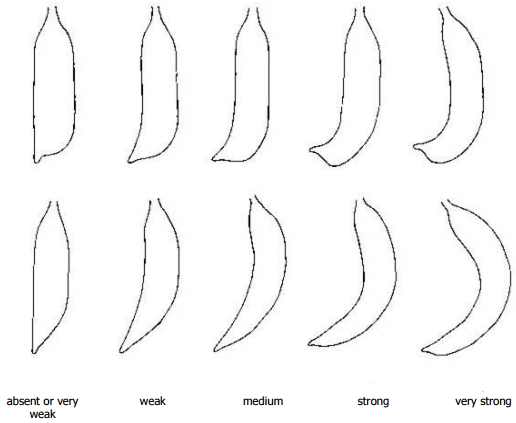 absent or very
weak
weak
medium
strong
very strong